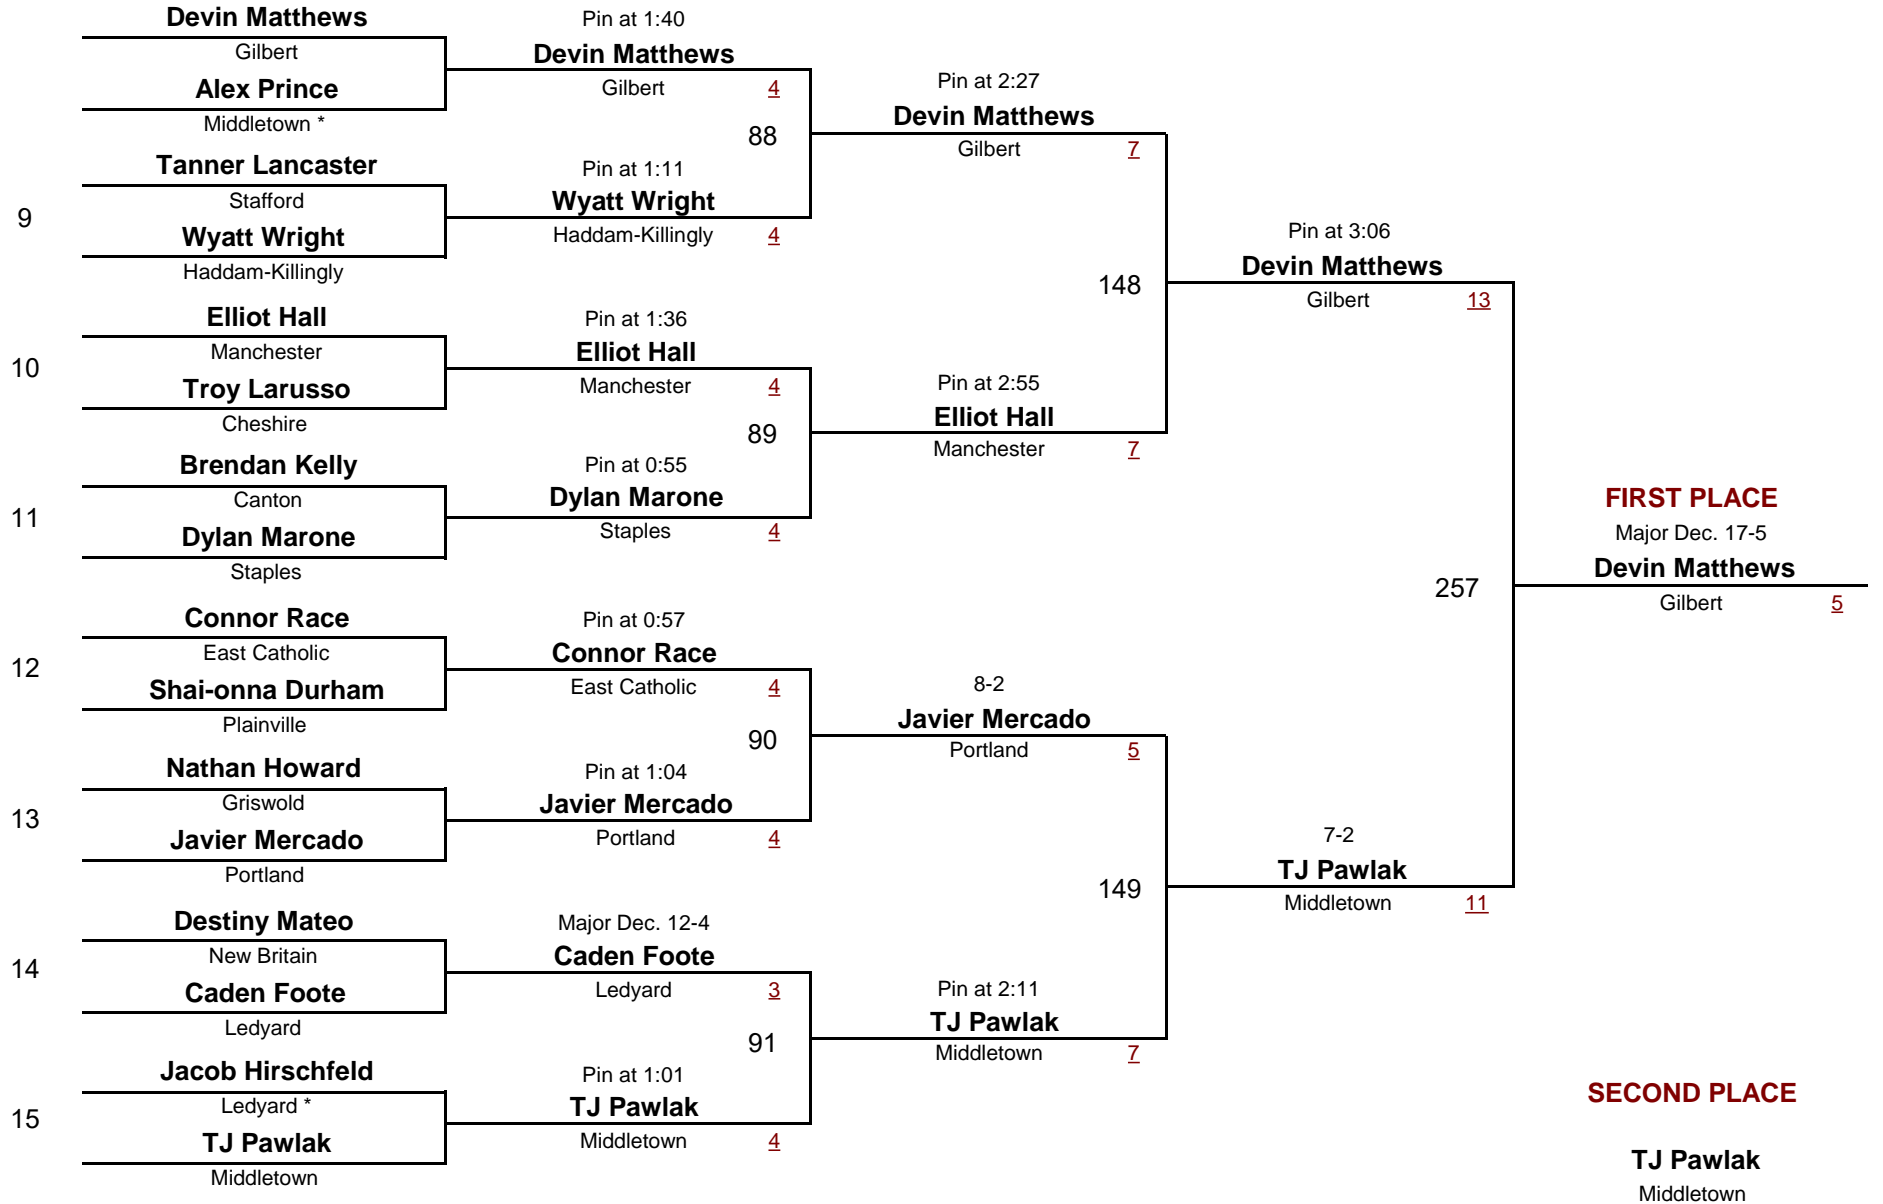 Devin Matthews
Gilbert
Alex Prince
Middletown *
9
Tanner Lancaster
Stafford
Wyatt Wright
Haddam-Killingly
10
Elliot Hall
Manchester
Troy Larusso
Cheshire
11
Brendan Kelly
Canton
Dylan Marone
Staples
12
Connor Race
East Catholic
Shai-onna Durham
Plainville
13
Nathan Howard
Griswold
Javier Mercado
Portland
14
Destiny Mateo
New Britain
Caden Foote
Ledyard
15
Jacob Hirschfeld
Ledyard *
TJ Pawlak
Middletown
Pin at 1:40
Devin Matthews
Gilbert 4
88
Pin at 1:11
Wyatt Wright
Haddam-Killingly 4
Pin at 1:36
Elliot Hall
Manchester 4
89
Pin at 0:55
Dylan Marone
Staples 4
Pin at 0:57
Connor Race
East Catholic 4
90
Pin at 1:04
Javier Mercado
Portland 4
Major Dec. 12-4
Caden Foote
Ledyard 3
91
Pin at 1:01
TJ Pawlak
Middletown 4
Pin at 2:27
Devin Matthews
Gilbert 7
148
Pin at 2:55
Elliot Hall
Manchester 7
8-2
Javier Mercado
Portland 5
149
Pin at 2:11
TJ Pawlak
Middletown 7
Pin at 3:06
Devin Matthews
Gilbert 13
257
7-2
TJ Pawlak
Middletown 11
FIRST PLACE
Major Dec. 17-5
Devin Matthews
Gilbert 5
SECOND PLACE
TJ Pawlak
Middletown